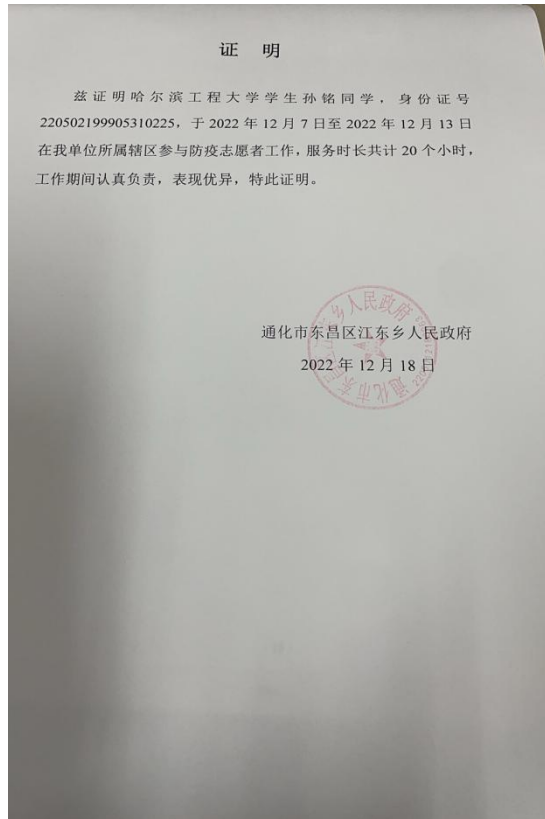 证 明
兹证明哈尔滨工程大学学生孙铭同学，身份证号
220502199905310225，于 2022 年 12 月 7 日至 2022 年 12 月 13 日
在我单位所属辖区参与防疫志愿者工作，服务时长共计 20 个小时，
工作期间认真负责，表现优异，特此证明。
通化市东昌区江东乡人民政府
2022 年 12 月 18 日